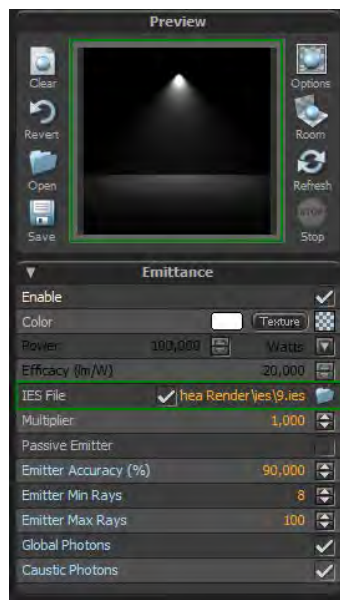 Preview
Clear
Options
Revert
Room
Open
Refresh
Save
STOP
Stop
Emittance
Enable
Color Texture
Power 100,000 Watts
Efficacy (lm/W) 20,000
IES File hea Render\ies\9.ies
Multiplier 1,000
Passive Emitter
Emitter Accuracy (%) 90,000
Emitter Min Rays 8
Emitter Max Rays 100
Global Photons
Caustic Photons